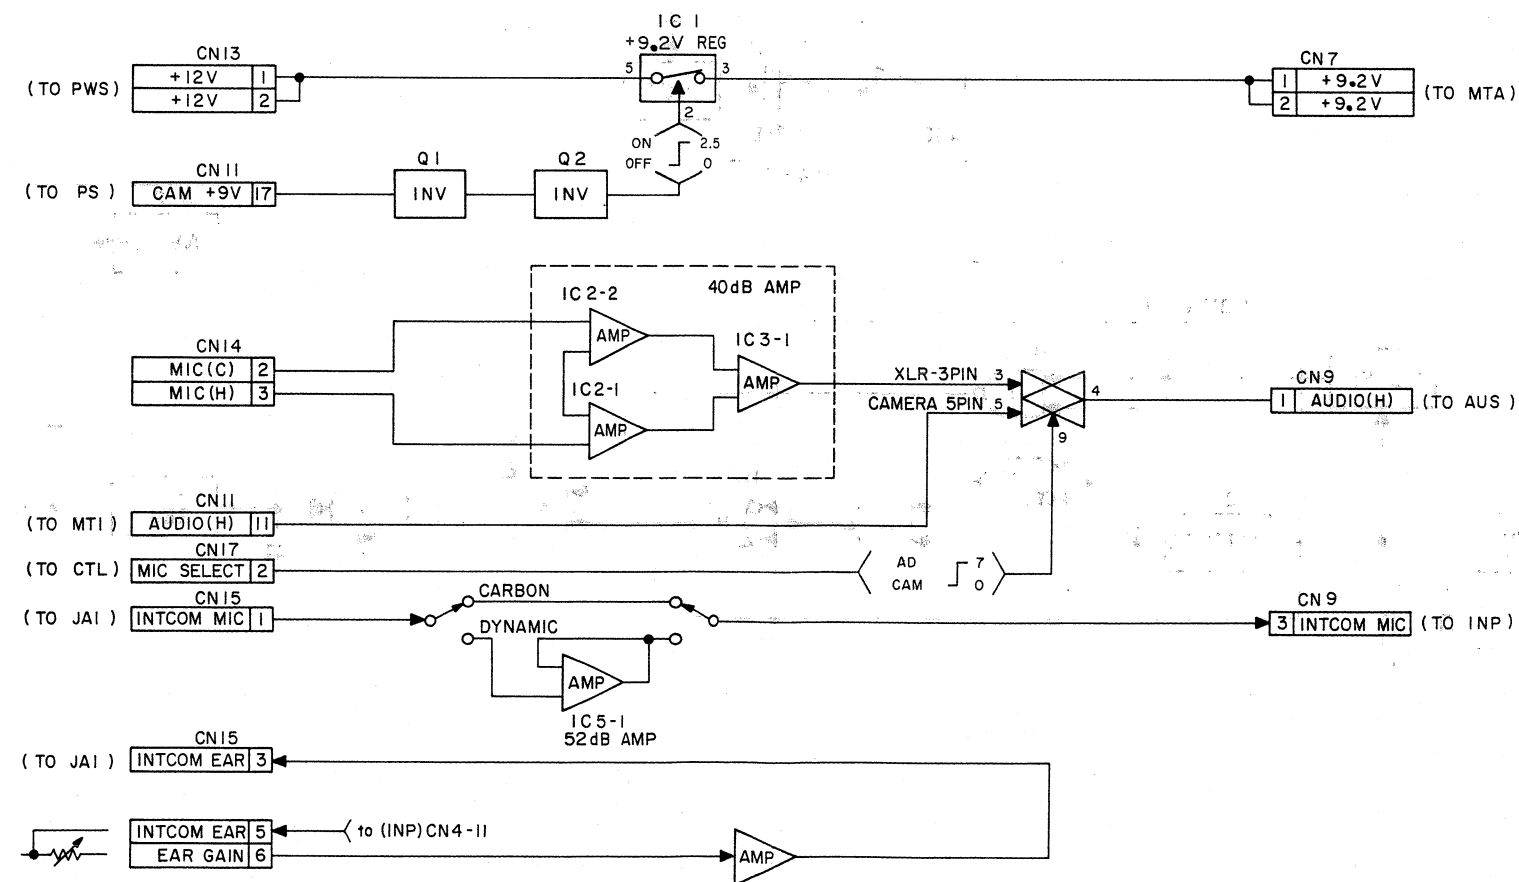 IC1
+9.2V REG
CN13
(TO PWS)
+12V 1
+12V 2
5
3
2
CN7
1 +9.2V
2 +9.2V
(TO MTA)
ON 2.5
OFF 0
CN11
(TO PS)
CAM +9V 17
Q1
INV
Q2
INV
40dB AMP
IC2-2
AMP
IC2-1
AMP
IC3-1
AMP
CN14
MIC(C) 2
MIC(H) 3
XLR-3PIN 3
CAMERA 5PIN 5
4
9
CN9
1 AUDIO(H)
(TO AUS)
CN11
(TO MTI)
AUDIO(H) 11
CN17
(TO CTL)
MIC SELECT 2
AD 7
CAM 0
CN15
(TO JAI)
INTCOM MIC 1
CARBON
DYNAMIC
AMP
IC5-1
52dB AMP
CN9
3 INTCOM MIC
(TO INP)
CN15
(TO JAI)
INTCOM EAR 3
INTCOM EAR 5
to (INP)CN4-11
EAR GAIN 6
AMP